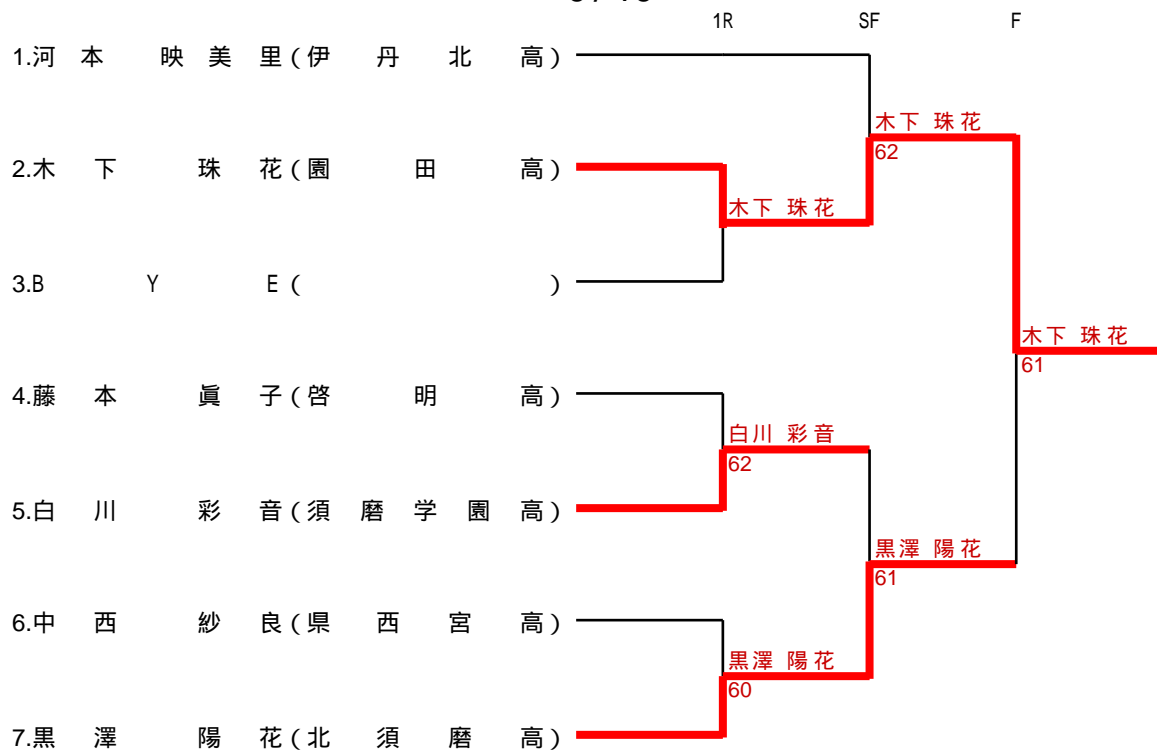 1R SF F
1.河本 映美里(伊丹北高)
木下 珠花
62
2.木下 珠花(園田高)
木下 珠花
3.BYE( )
木下 珠花
61
4.藤本 眞子(啓明高)
白川 彩音
62
5.白川 彩音(須磨学園高)
黒澤 陽花
61
6.中西 紗良(県西宮高)
黒澤 陽花
60
7.黒澤 陽花(北須磨高)